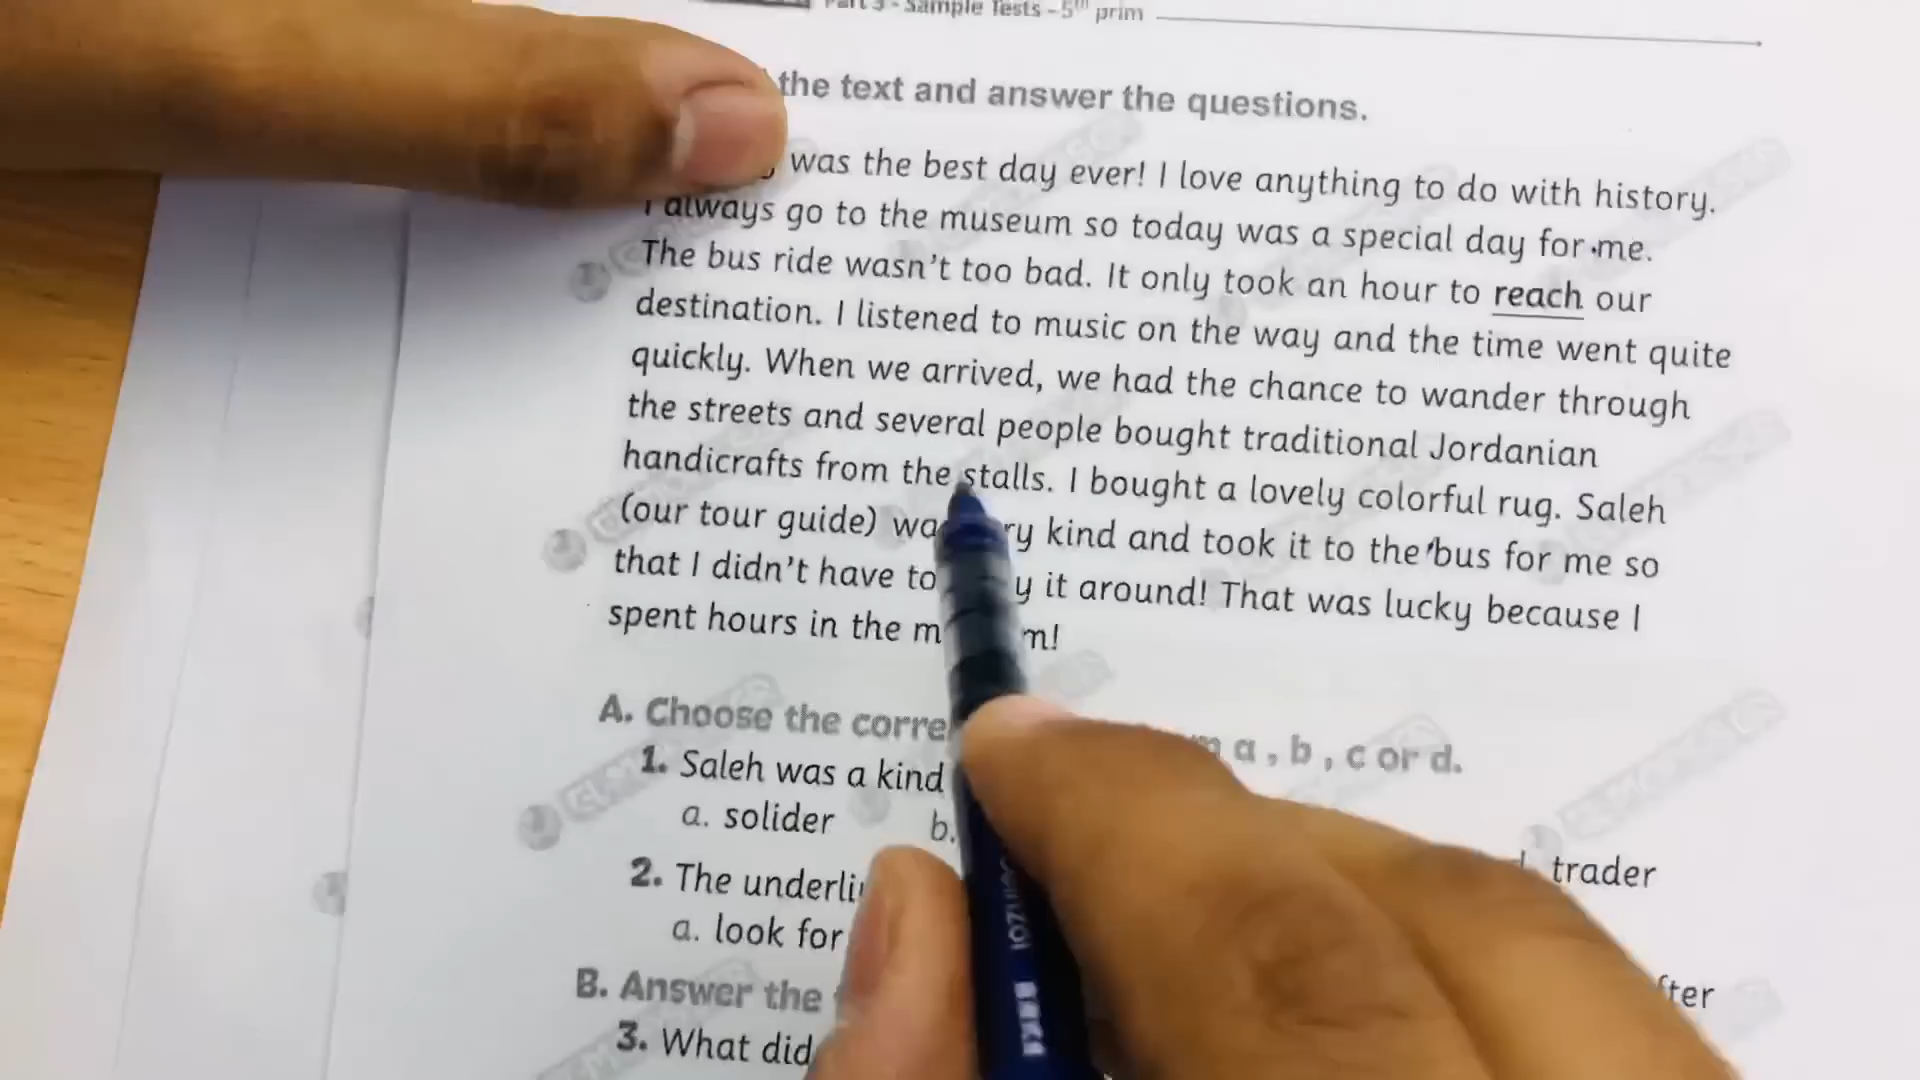 Part 3 - Sample Tests - 5th prim
the text and answer the questions.
was the best day ever! I love anything to do with history.
I always go to the museum so today was a special day for me.
The bus ride wasn't too bad. It only took an hour to reach our
destination. I listened to music on the way and the time went quite
quickly. When we arrived, we had the chance to wander through
the streets and several people bought traditional Jordanian
handicrafts from the stalls. I bought a lovely colorful rug. Saleh
(our tour guide) was kind and took it to the bus for me so
that I didn't have to it around! That was lucky because I
spent hours in the
A. Choose the a , b , c or d.
1. Saleh was a kind
a. solider b. trader
2. The
a. look for
B. Answer the
3. What did